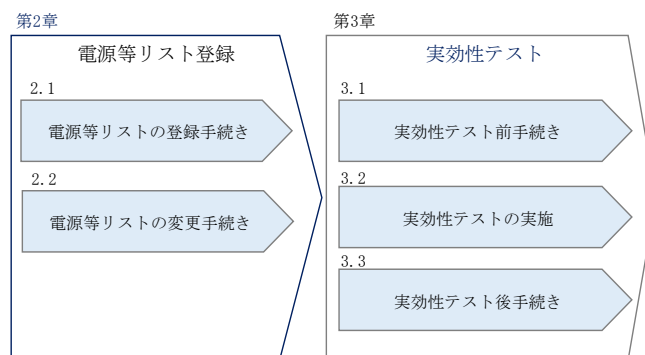 第2章
電源等リスト登録
2.1
電源等リストの登録手続き
2.2
電源等リストの変更手続き
第3章
実効性テスト
3.1
実効性テスト前手続き
3.2
実効性テストの実施
3.3
実効性テスト後手続き